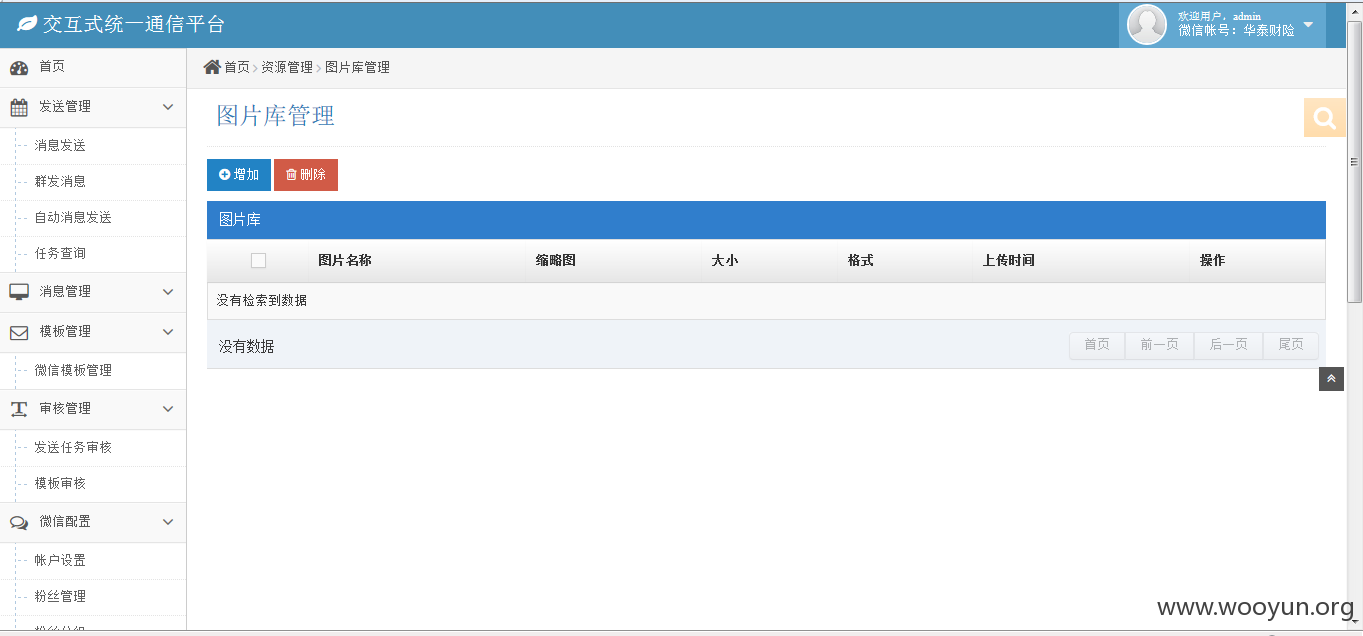 交互式统一通信平台
欢迎用户，admin
微信帐号：华泰财险
首页
发送管理
消息发送
群发消息
自动消息发送
任务查询
消息管理
模板管理
微信模板管理
审核管理
发送任务审核
模板审核
微信配置
帐户设置
粉丝管理
首页 › 资源管理 › 图片库管理
图片库管理
增加 删除
图片库
图片名称 缩略图 大小 格式 上传时间 操作
没有检索到数据
没有数据
首页 前一页 后一页 尾页
www.wooyun.org